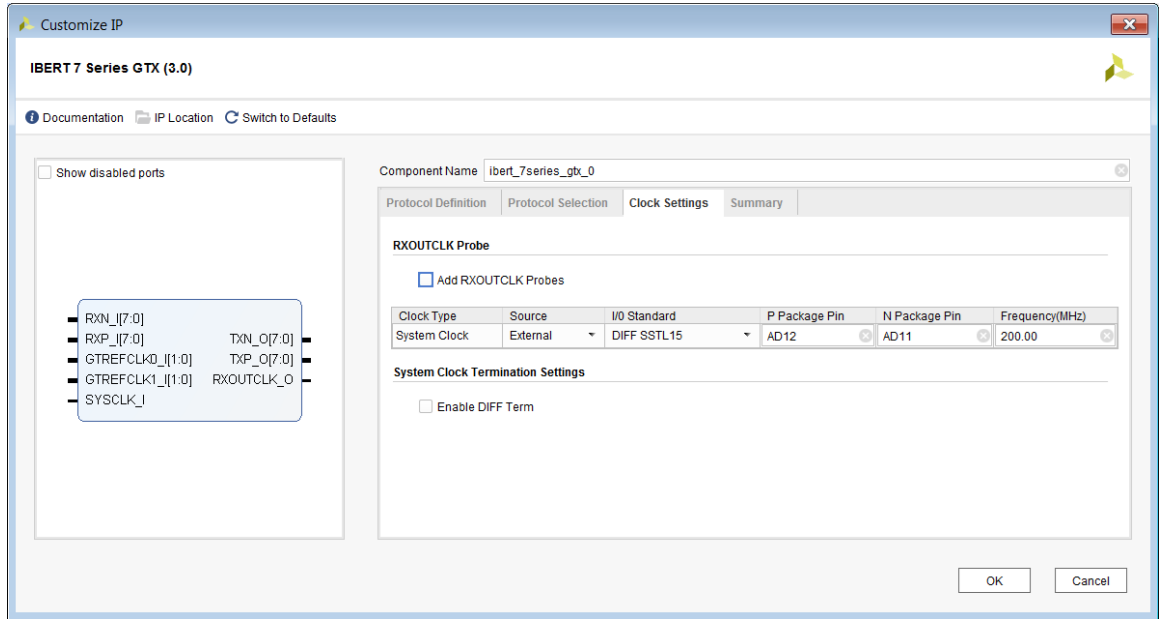 Customize IP
IBERT 7 Series GTX (3.0)
Documentation IP Location Switch to Defaults
Show disabled ports
RXN_I[7:0]
RXP_I[7:0] TXN_O[7:0]
GTREFCLK0_I[1:0] TXP_O[7:0]
GTREFCLK1_I[1:0] RXOUTCLK_O
SYSCLK_I
Component Name ibert_7series_gtx_0
Protocol Definition Protocol Selection Clock Settings Summary
RXOUTCLK Probe
Add RXOUTCLK Probes
Clock Type Source I/O Standard P Package Pin N Package Pin Frequency(MHz)
System Clock External DIFF SSTL15 AD12 AD11 200.00
System Clock Termination Settings
Enable DIFF Term
OK Cancel